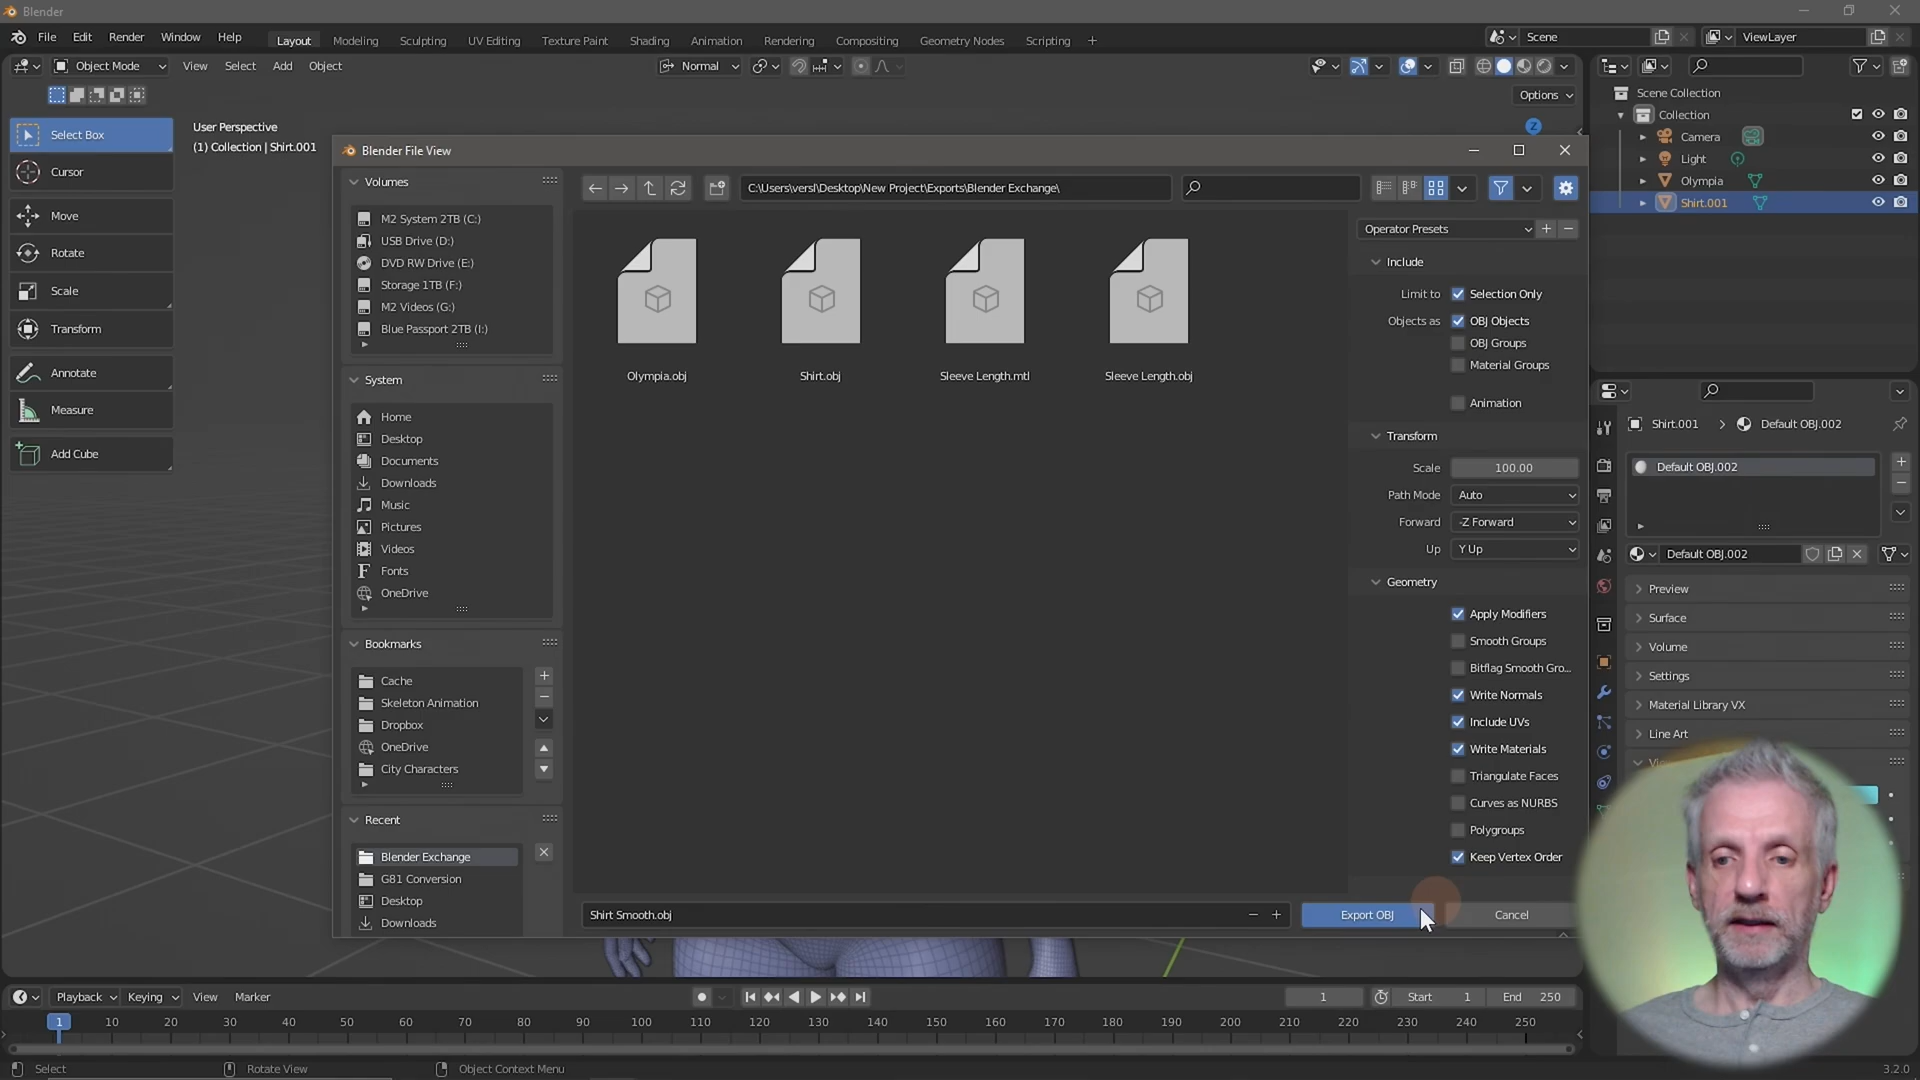 Blender
File Edit Render Window Help
Layout Modeling Sculpting UV Editing Texture Paint Shading Animation Rendering Compositing Geometry Nodes Scripting +
Scene
ViewLayer
Object Mode View Select Add Object
Normal
Options
Select Box
Cursor
Move
Rotate
Scale
Transform
Annotate
Measure
Add Cube
User Perspective
(1) Collection | Shirt.001
Z
Blender File View
Volumes
M2 System 2TB (C:)
USB Drive (D:)
DVD RW Drive (E:)
Storage 1TB (F:)
M2 Videos (G:)
Blue Passport 2TB (I:)
System
Home
Desktop
Documents
Downloads
Music
Pictures
Videos
Fonts
OneDrive
Bookmarks
Cache
Skeleton Animation
Dropbox
OneDrive
City Characters
Recent
Blender Exchange
G81 Conversion
Desktop
Downloads
C:\Users\versl\Desktop\New Project\Exports\Blender Exchange\
Olympia.obj
Shirt.obj
Sleeve Length.mtl
Sleeve Length.obj
Shirt Smooth.obj
Export OBJ
Cancel
Operator Presets
Include
Limit to Selection Only
Objects as OBJ Objects
OBJ Groups
Material Groups
Animation
Transform
Scale 100.00
Path Mode Auto
Forward -Z Forward
Up Y Up
Geometry
Apply Modifiers
Smooth Groups
Bitflag Smooth Gro...
Write Normals
Include UVs
Write Materials
Triangulate Faces
Curves as NURBS
Polygroups
Keep Vertex Order
Scene Collection
Collection
Camera
Light
Olympia
Shirt.001
Shirt.001 > Default OBJ.002
Default OBJ.002
Default OBJ.002
Preview
Surface
Volume
Settings
Material Library VX
Line Art
Playback Keying View Marker
1 Start 1 End 250
1 10 20 30 40 50 60 70 80 90 100 110 120 130 140 150 160 170 180 190 200 210 220 230 240 250
Select Rotate View Object Context Menu
3.2.0